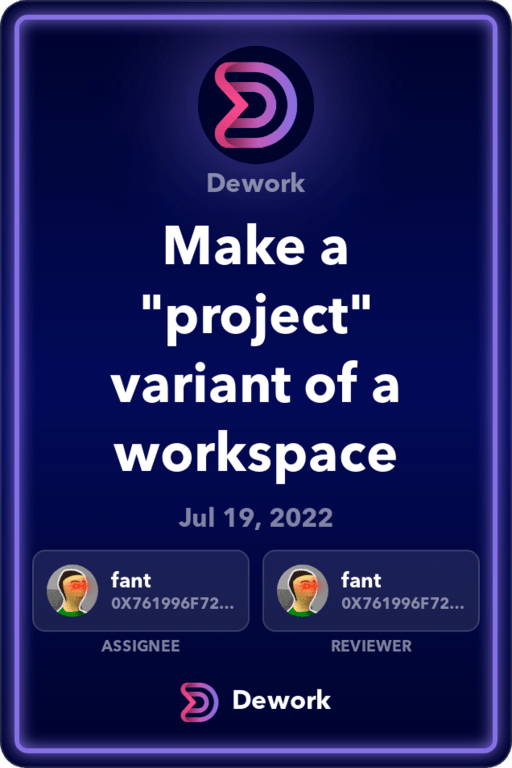 Dework
Make a
"project"
variant of a
workspace
Jul 19, 2022
fant
0X761996F72...
ASSIGNEE
fant
0X761996F72...
REVIEWER
Dework